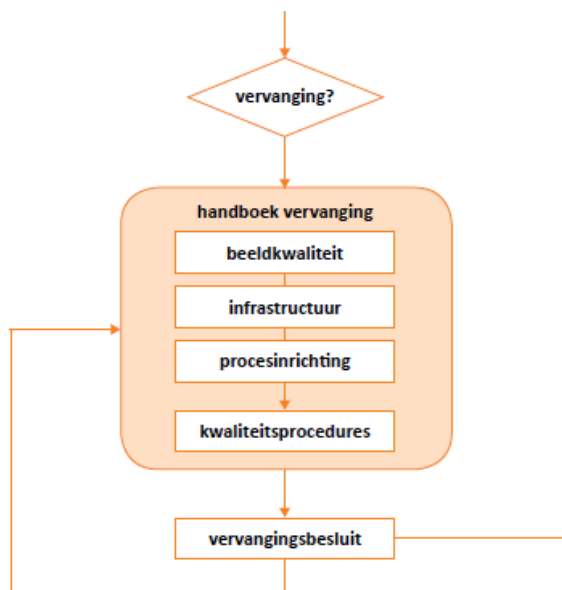 vervanging?
handboek vervanging
beeldkwaliteit
infrastructuur
procesinrichting
kwaliteitsprocedures
vervangingsbesluit